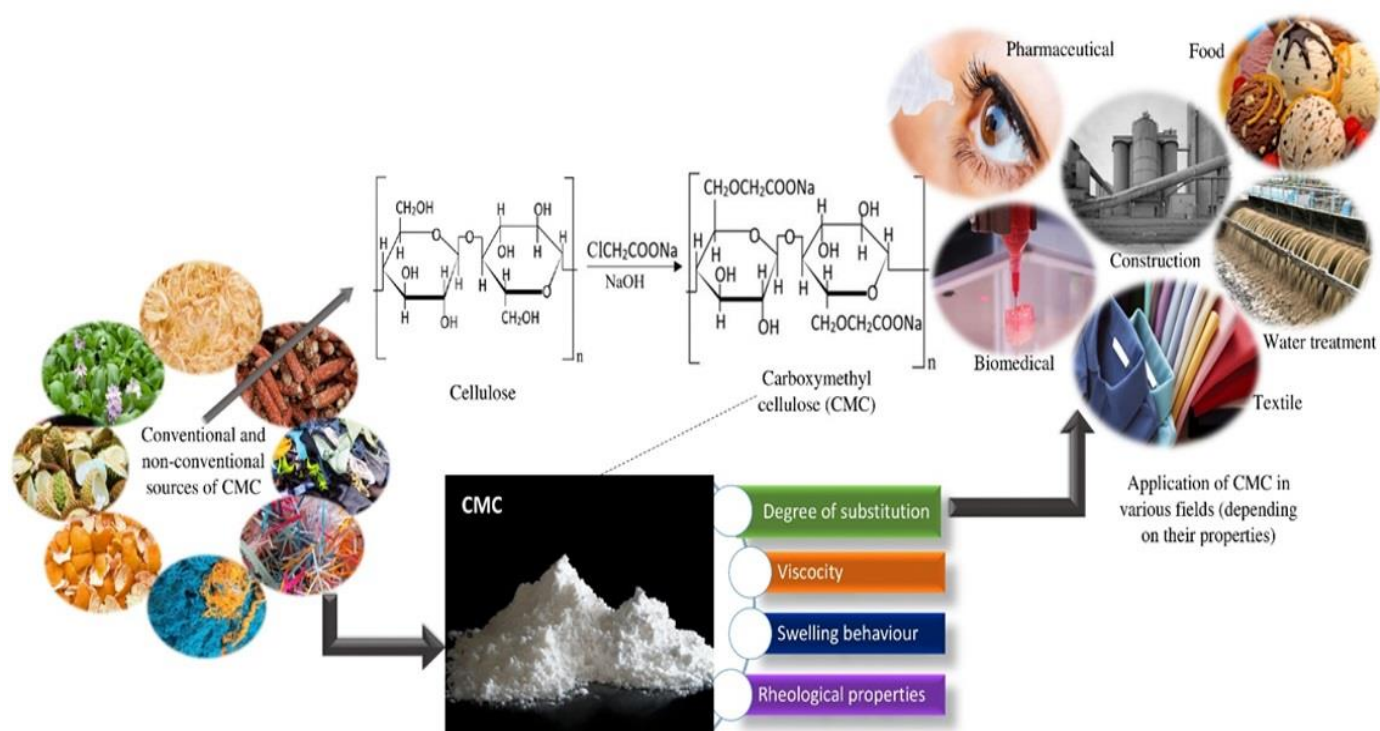 Pharmaceutical
Food
Construction
Biomedical
Water treatment
Textile
Application of CMC in
various fields (depending
on their properties)
CH₂OH
H
O
H
H
OH
H
H
OH
O
H
OH
H
OH
H
H
H
O
CH₂OH
n
Cellulose
ClCH₂COONa
NaOH
CH₂OCH₂COONa
H
O
H
H
OH
H
H
OH
O
H
OH
H
OH
H
H
H
O
CH₂OCH₂COONa
n
Carboxymethyl
cellulose (CMC)
Conventional and
non-conventional
sources of CMC
CMC
Degree of substitution
Viscocity
Swelling behaviour
Rheological properties